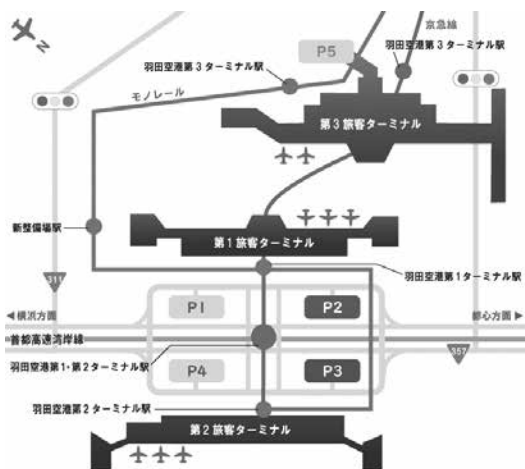 京急線
羽田空港第3ターミナル駅
P5
羽田空港第3ターミナル駅
モノレール
第3旅客ターミナル
N
新整備場駅
第1旅客ターミナル
311
羽田空港第1ターミナル駅
P1
P2
横浜方面
都心方面
首都高速湾岸線
357
羽田空港第1・第2ターミナル駅
P4
P3
羽田空港第2ターミナル駅
第2旅客ターミナル